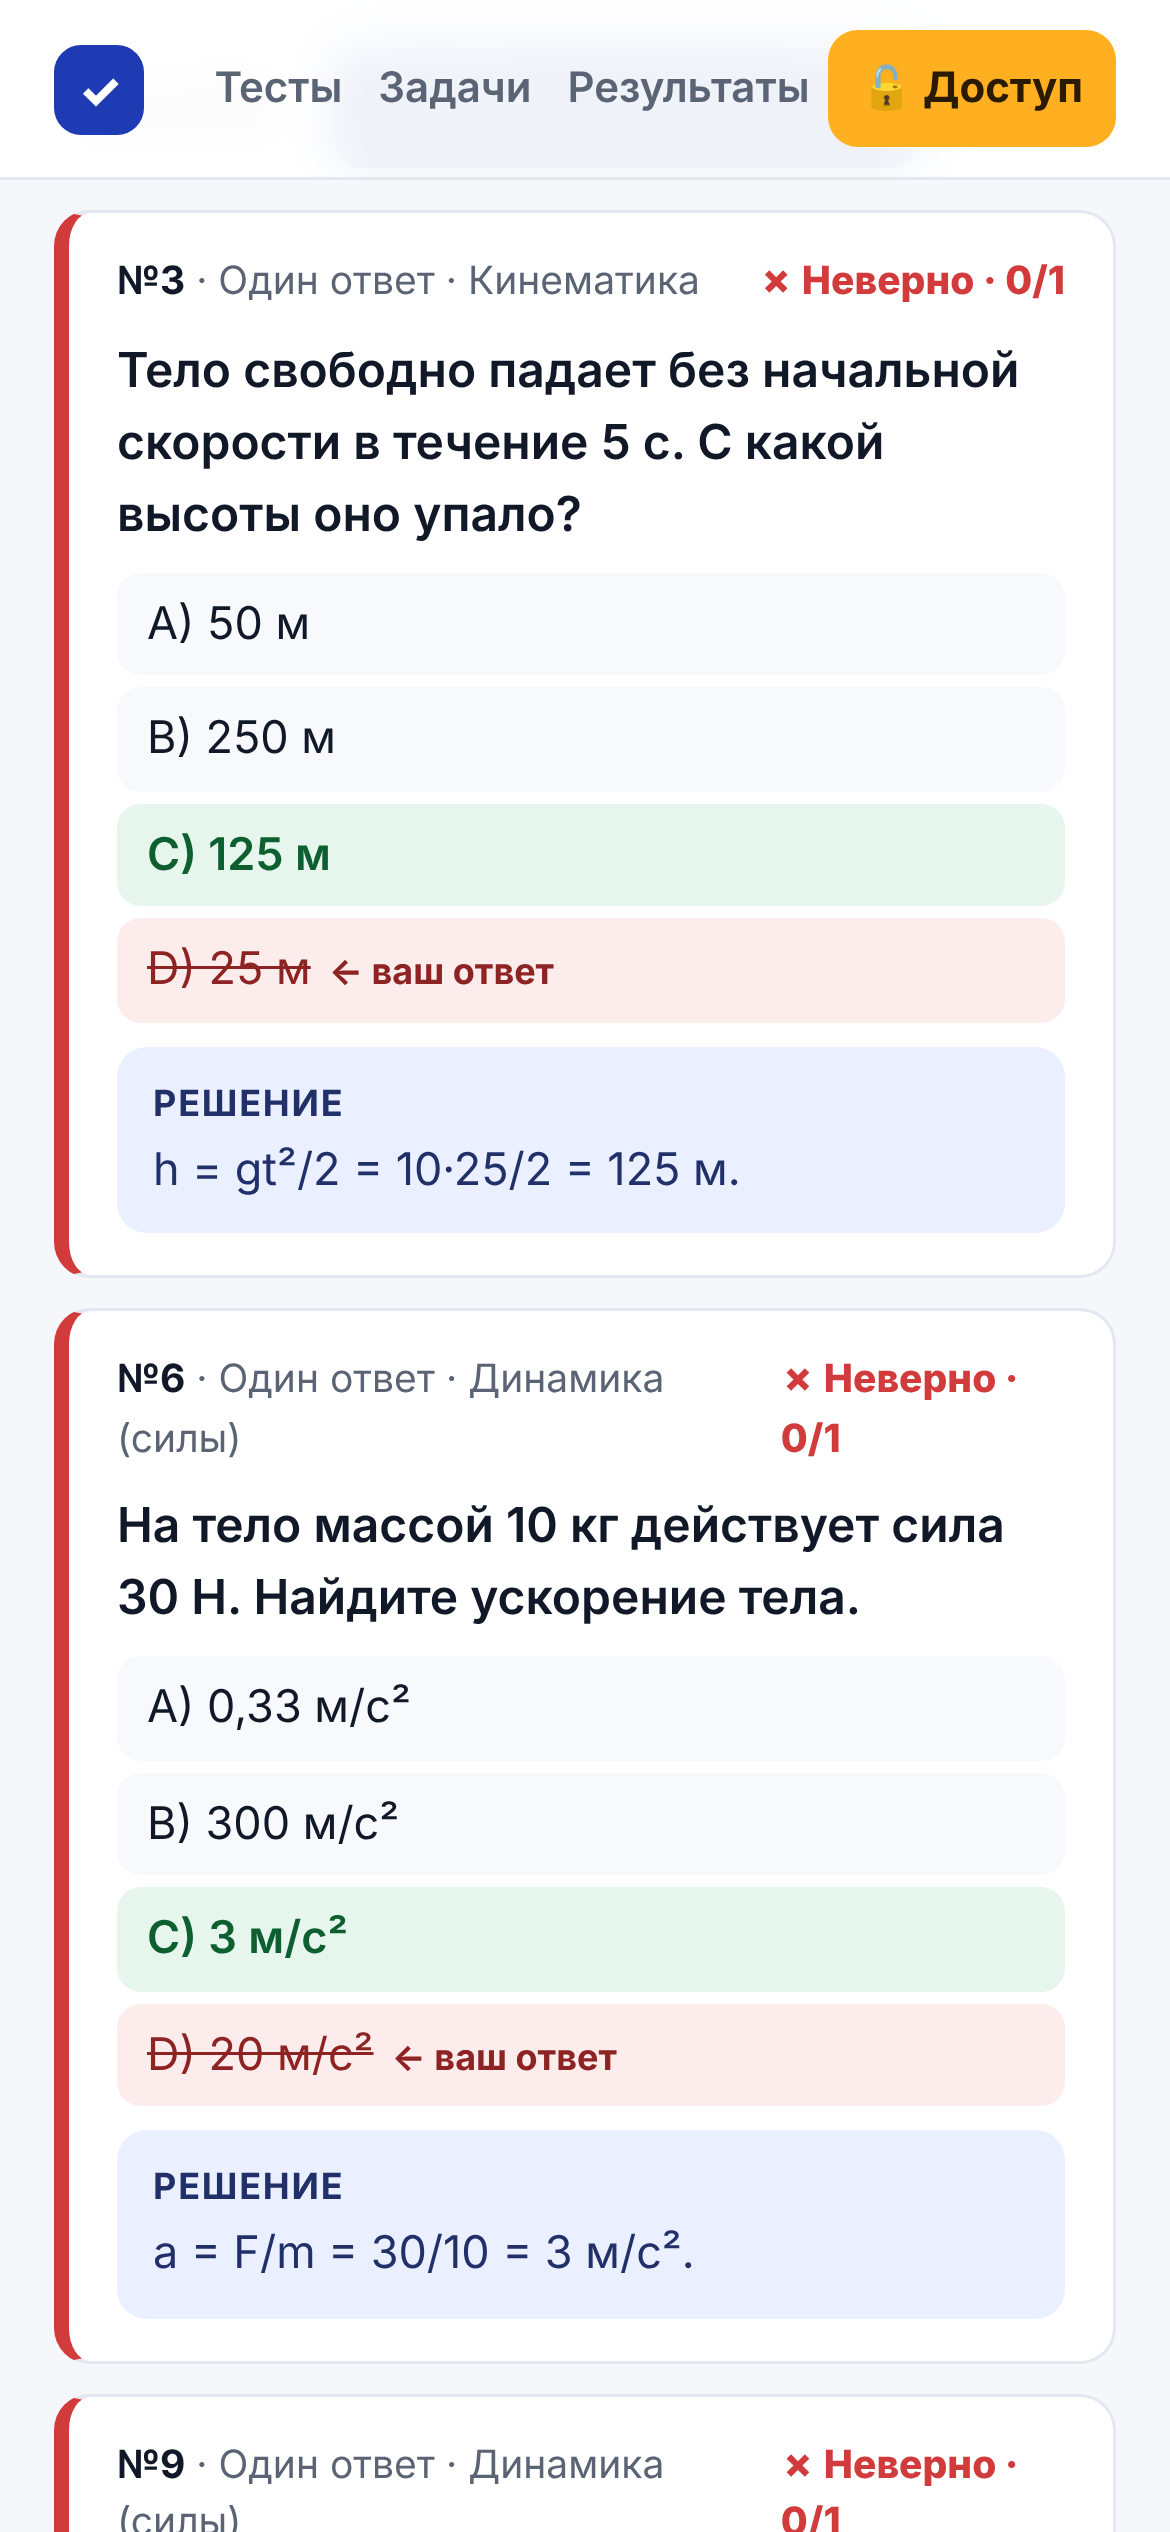 Тесты Задачи Результаты 🔓 Доступ
№3 · Один ответ · Кинематика × Неверно · 0/1
Тело свободно падает без начальной
скорости в течение 5 с. С какой
высоты оно упало?
A) 50 м
B) 250 м
C) 125 м
D) 25 м ← ваш ответ
РЕШЕНИЕ
h = gt²/2 = 10·25/2 = 125 м.
№6 · Один ответ · Динамика × Неверно ·
(силы) 0/1
На тело массой 10 кг действует сила
30 Н. Найдите ускорение тела.
A) 0,33 м/с²
B) 300 м/с²
C) 3 м/с²
D) 20 м/с² ← ваш ответ
РЕШЕНИЕ
a = F/m = 30/10 = 3 м/с².
№9 · Один ответ · Динамика × Неверно ·
(силы) 0/1